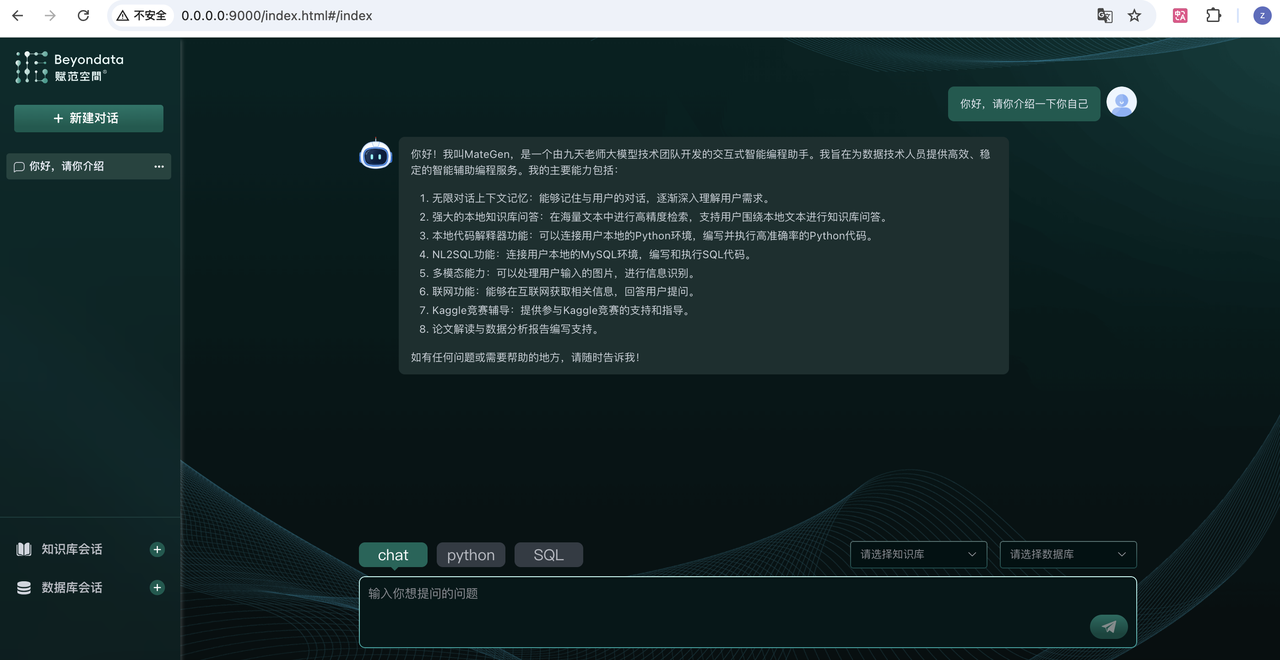 不安全
0.0.0.0:9000/index.html#/index
z
Beyondata
赋范空間
+ 新建对话
你好，请你介绍
你好，请你介绍一下你自己
你好！我叫MateGen，是一个由九天老师大模型技术团队开发的交互式智能编程助手。我旨在为数据技术人员提供高效、稳
定的智能辅助编程服务。我的主要能力包括：
1. 无限对话上下文记忆：能够记住与用户的对话，逐渐深入理解用户需求。
2. 强大的本地知识库问答：在海量文本中进行高精度检索，支持用户围绕本地文本进行知识库问答。
3. 本地代码解释器功能：可以连接用户本地的Python环境，编写并执行高准确率的Python代码。
4. NL2SQL功能：连接用户本地的MySQL环境，编写和执行SQL代码。
5. 多模态能力：可以处理用户输入的图片，进行信息识别。
6. 联网功能：能够在互联网获取相关信息，回答用户提问。
7. Kaggle竞赛辅导：提供参与Kaggle竞赛的支持和指导。
8. 论文解读与数据分析报告编写支持。
如有任何问题或需要帮助的地方，请随时告诉我！
知识库会话
数据库会话
chat
python
SQL
请选择知识库
请选择数据库
输入你想提问的问题